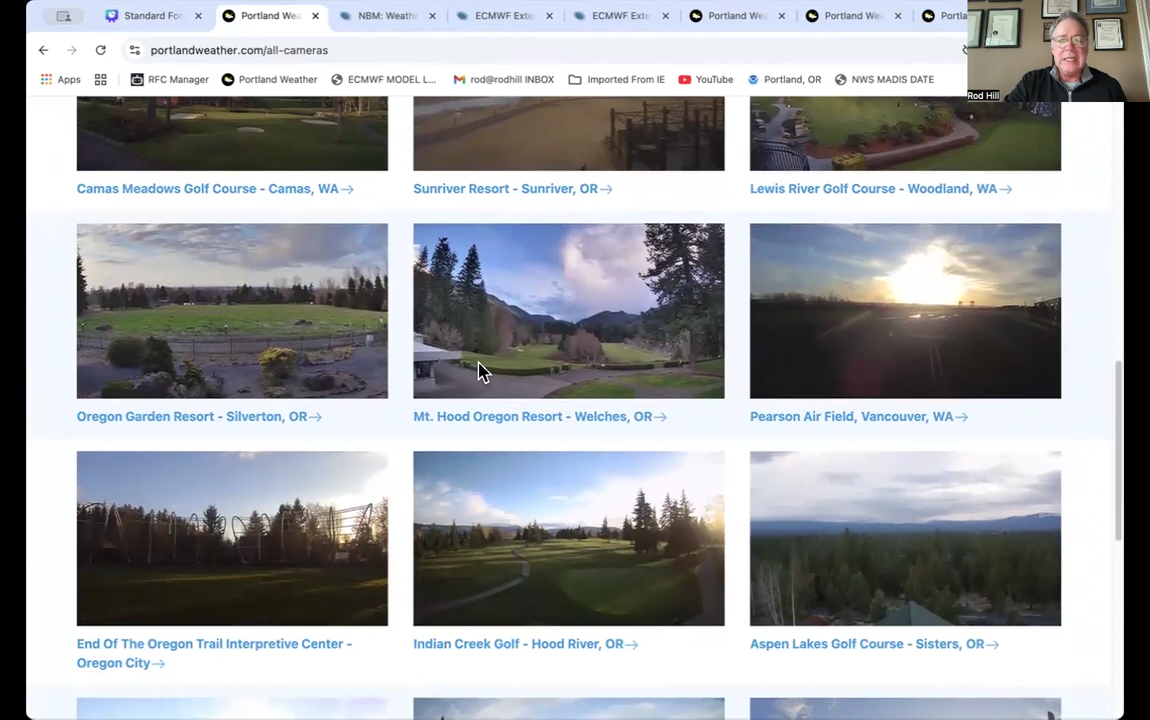 Standard For
Portland Wea
NBM: Weath
ECMWF Exte
ECMWF Exte
Portland Wea
Portland Wea
Portla
portlandweather.com/all-cameras
Apps
RFC Manager
Portland Weather
ECMWF MODEL L...
rod@rodhill INBOX
Imported From IE
YouTube
Portland, OR
NWS MADIS DATE
Rod Hill
Camas Meadows Golf Course - Camas, WA→
Sunriver Resort - Sunriver, OR→
Lewis River Golf Course - Woodland, WA→
Oregon Garden Resort - Silverton, OR→
Mt. Hood Oregon Resort - Welches, OR→
Pearson Air Field, Vancouver, WA→
End Of The Oregon Trail Interpretive Center -
Oregon City→
Indian Creek Golf - Hood River, OR→
Aspen Lakes Golf Course - Sisters, OR→